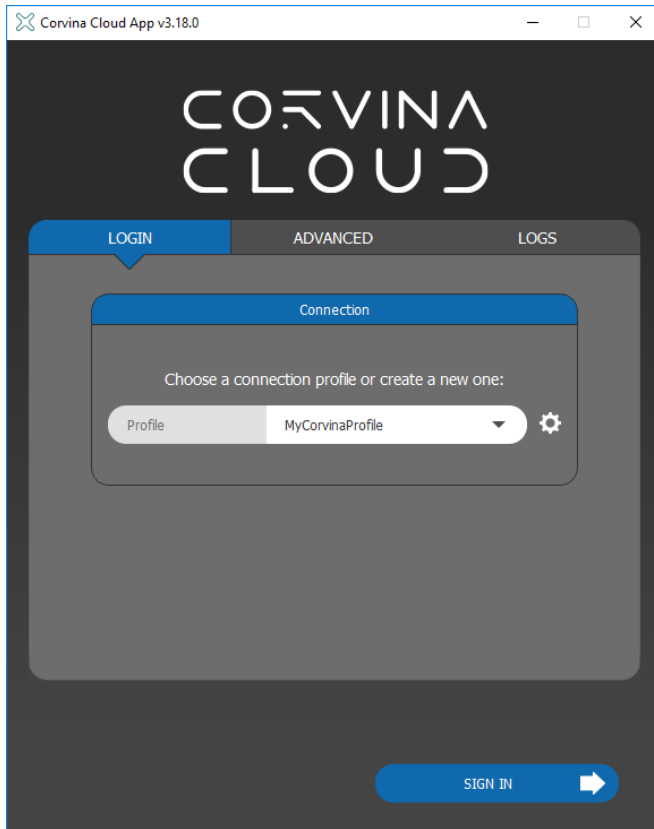 Corvina Cloud App v3.18.0
CORVINA
CLOUD
LOGIN ADVANCED LOGS
Connection
Choose a connection profile or create a new one:
Profile MyCorvinaProfile
SIGN IN